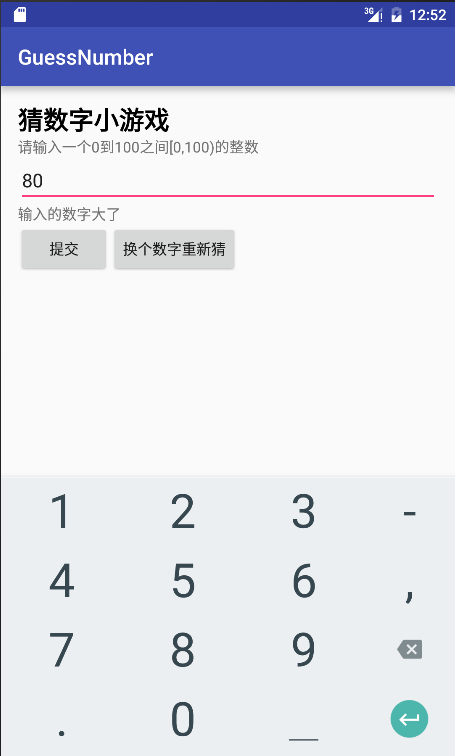 3G 12:52
GuessNumber
猜数字小游戏
请输入一个0到100之间[0,100)的整数
80
输入的数字大了
提交 换个数字重新猜
1 2 3 -
4 5 6 ,
7 8 9
. 0 _